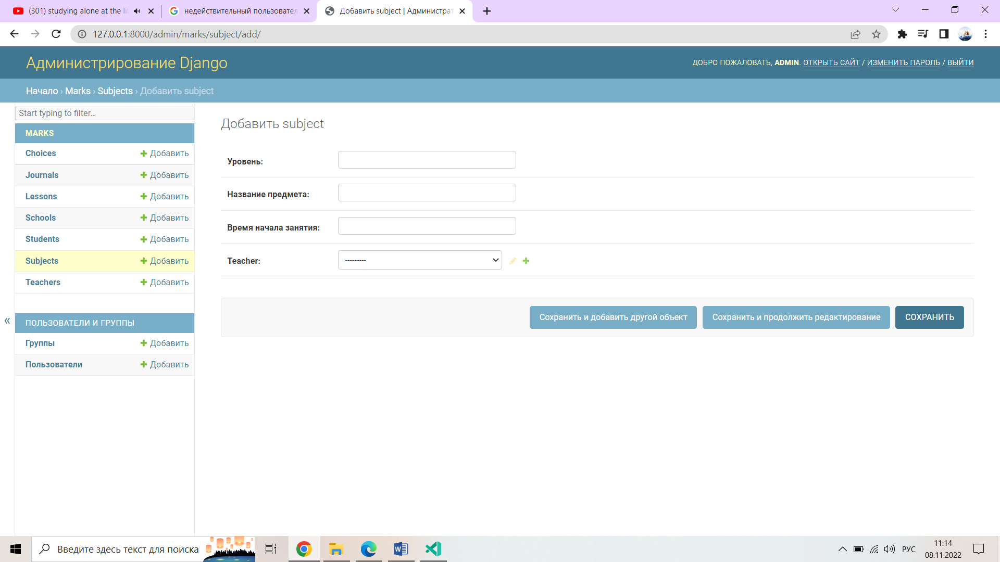 (301) studying alone at the li
недействительный пользовател
Добавить subject | Администрат
127.0.0.1:8000/admin/marks/subject/add/
Администрирование Django
ДОБРО ПОЖАЛОВАТЬ, ADMIN. ОТКРЫТЬ САЙТ / ИЗМЕНИТЬ ПАРОЛЬ / ВЫЙТИ
Начало › Marks › Subjects › Добавить subject
Start typing to filter...
MARKS
Choices Добавить
Journals Добавить
Lessons Добавить
Schools Добавить
Students Добавить
Subjects Добавить
Teachers Добавить
ПОЛЬЗОВАТЕЛИ И ГРУППЫ
Группы Добавить
Пользователи Добавить
«
Добавить subject
Уровень:
Название предмета:
Время начала занятия:
Teacher: ---------
Сохранить и добавить другой объект
Сохранить и продолжить редактирование
СОХРАНИТЬ
Введите здесь текст для поиска
РУС
11:14
08.11.2022